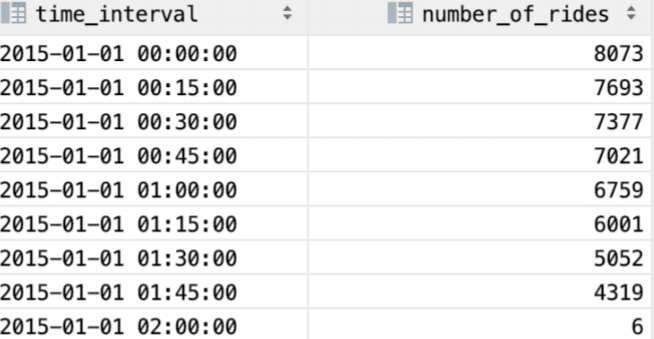 time_interval number_of_rides
2015-01-01 00:00:00 8073
2015-01-01 00:15:00 7693
2015-01-01 00:30:00 7377
2015-01-01 00:45:00 7021
2015-01-01 01:00:00 6759
2015-01-01 01:15:00 6001
2015-01-01 01:30:00 5052
2015-01-01 01:45:00 4319
2015-01-01 02:00:00 6